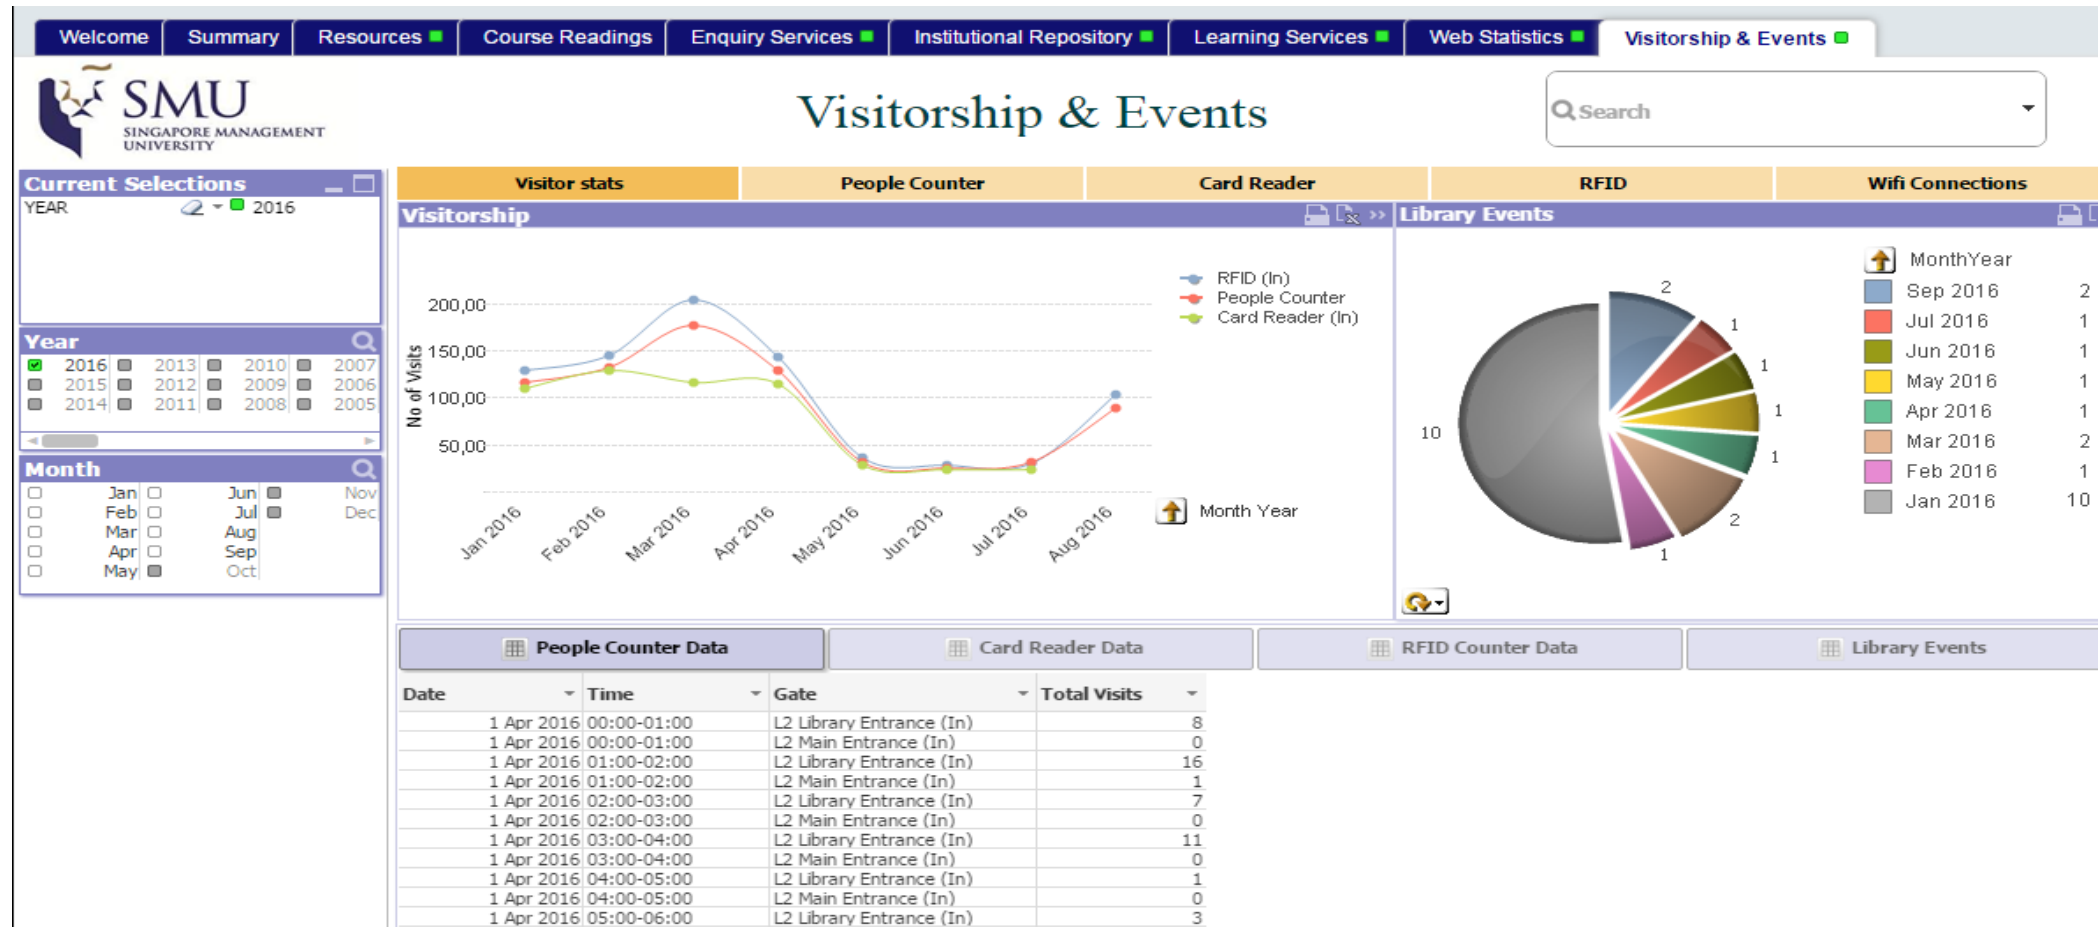 Welcome Summary Resources Course Readings Enquiry Services Institutional Repository Learning Services Web Statistics Visitorship & Events
SMU
SINGAPORE MANAGEMENT
UNIVERSITY
Visitorship & Events
Search
Current Selections
YEAR 2016
Year
2016 2013 2010 2007
2015 2012 2009 2006
2014 2011 2008 2005
Month
Jan Jun Nov
Feb Jul Dec
Mar Aug
Apr Sep
May Oct
Visitor stats People Counter Card Reader RFID Wifi Connections
Visitorship
RFID (In)
People Counter
Card Reader (In)
No of Visits
200,00
150,00
100,00
50,00
Jan 2016 Feb 2016 Mar 2016 Apr 2016 May 2016 Jun 2016 Jul 2016 Aug 2016
Month Year
Library Events
2
1
1
1
1
2
1
10
MonthYear
Sep 2016 2
Jul 2016 1
Jun 2016 1
May 2016 1
Apr 2016 1
Mar 2016 2
Feb 2016 1
Jan 2016 10
People Counter Data Card Reader Data RFID Counter Data Library Events
Date Time Gate Total Visits
1 Apr 2016 00:00-01:00 L2 Library Entrance (In) 8
1 Apr 2016 00:00-01:00 L2 Main Entrance (In) 0
1 Apr 2016 01:00-02:00 L2 Library Entrance (In) 16
1 Apr 2016 01:00-02:00 L2 Main Entrance (In) 1
1 Apr 2016 02:00-03:00 L2 Library Entrance (In) 7
1 Apr 2016 02:00-03:00 L2 Main Entrance (In) 0
1 Apr 2016 03:00-04:00 L2 Library Entrance (In) 11
1 Apr 2016 03:00-04:00 L2 Main Entrance (In) 0
1 Apr 2016 04:00-05:00 L2 Library Entrance (In) 1
1 Apr 2016 04:00-05:00 L2 Main Entrance (In) 0
1 Apr 2016 05:00-06:00 L2 Library Entrance (In) 3